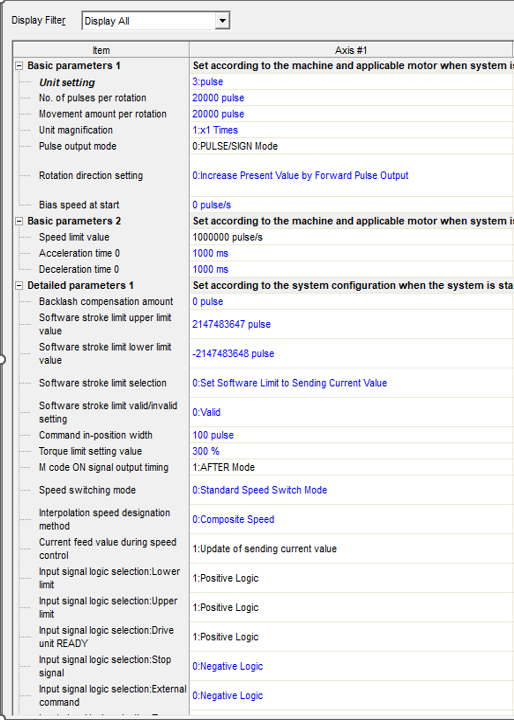 Display Filter Display All
Item Axis #1
Basic parameters 1 Set according to the machine and applicable motor when system is
Unit setting 3:pulse
No. of pulses per rotation 20000 pulse
Movement amount per rotation 20000 pulse
Unit magnification 1:x1 Times
Pulse output mode 0:PULSE/SIGN Mode
Rotation direction setting 0:Increase Present Value by Forward Pulse Output
Bias speed at start 0 pulse/s
Basic parameters 2 Set according to the machine and applicable motor when system is
Speed limit value 1000000 pulse/s
Acceleration time 0 1000 ms
Deceleration time 0 1000 ms
Detailed parameters 1 Set according to the system configuration when the system is sta
Backlash compensation amount 0 pulse
Software stroke limit upper limit
value 2147483647 pulse
Software stroke limit lower limit
value -2147483648 pulse
Software stroke limit selection 0:Set Software Limit to Sending Current Value
Software stroke limit valid/invalid
setting 0:Valid
Command in-position width 100 pulse
Torque limit setting value 300 %
M code ON signal output timing 1:AFTER Mode
Speed switching mode 0:Standard Speed Switch Mode
Interpolation speed designation
method 0:Composite Speed
Current feed value during speed
control 1:Update of sending current value
Input signal logic selection:Lower
limit 1:Positive Logic
Input signal logic selection:Upper
limit 1:Positive Logic
Input signal logic selection:Drive
unit READY 1:Positive Logic
Input signal logic selection:Stop
signal 0:Negative Logic
Input signal logic selection:External
command 0:Negative Logic